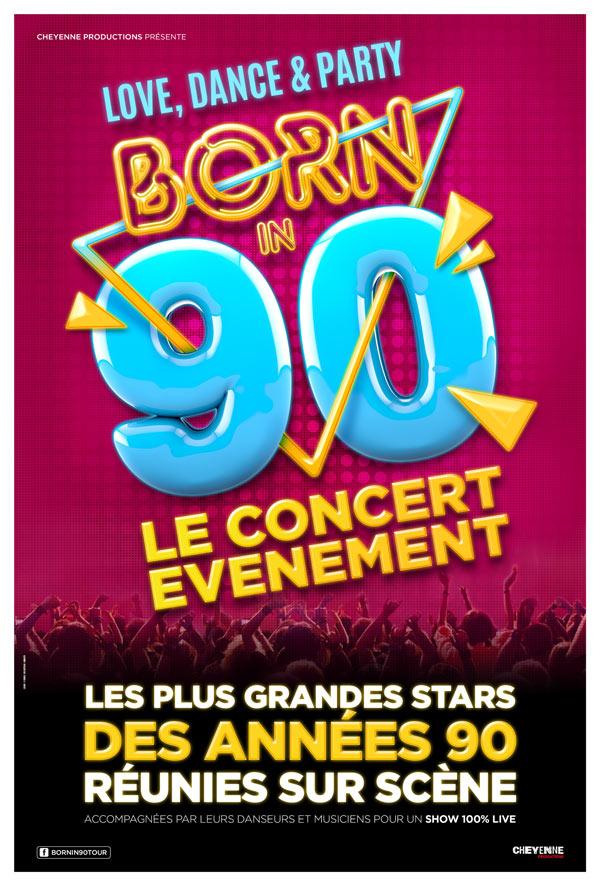 CHEYENNE PRODUCTIONS PRÉSENTE
LOVE, DANCE & PARTY
BORN
IN
90
LE CONCERT
EVENEMENT
LES PLUS GRANDES STARS
DES ANNÉES 90
RÉUNIES SUR SCÈNE
ACCOMPAGNÉES PAR LEURS DANSEURS ET MUSICIENS POUR UN SHOW 100% LIVE
f BORNIN90TOUR
CHEYENNE
PRODUCTIONS